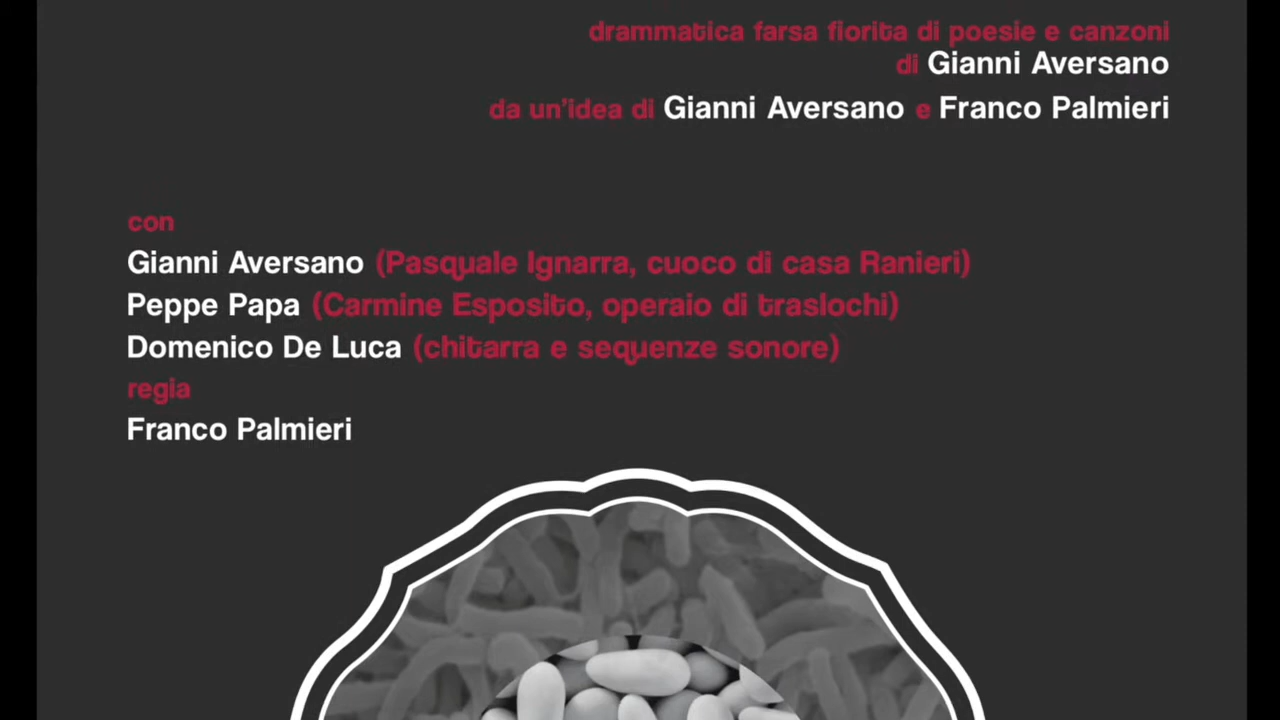 drammatica farsa fiorita di poesie e canzoni
di Gianni Aversano
da un'idea di Gianni Aversano e Franco Palmieri
con
Gianni Aversano (Pasquale Ignarra, cuoco di casa Ranieri)
Peppe Papa (Carmine Esposito, operaio di traslochi)
Domenico De Luca (chitarra e sequenze sonore)
regia
Franco Palmieri